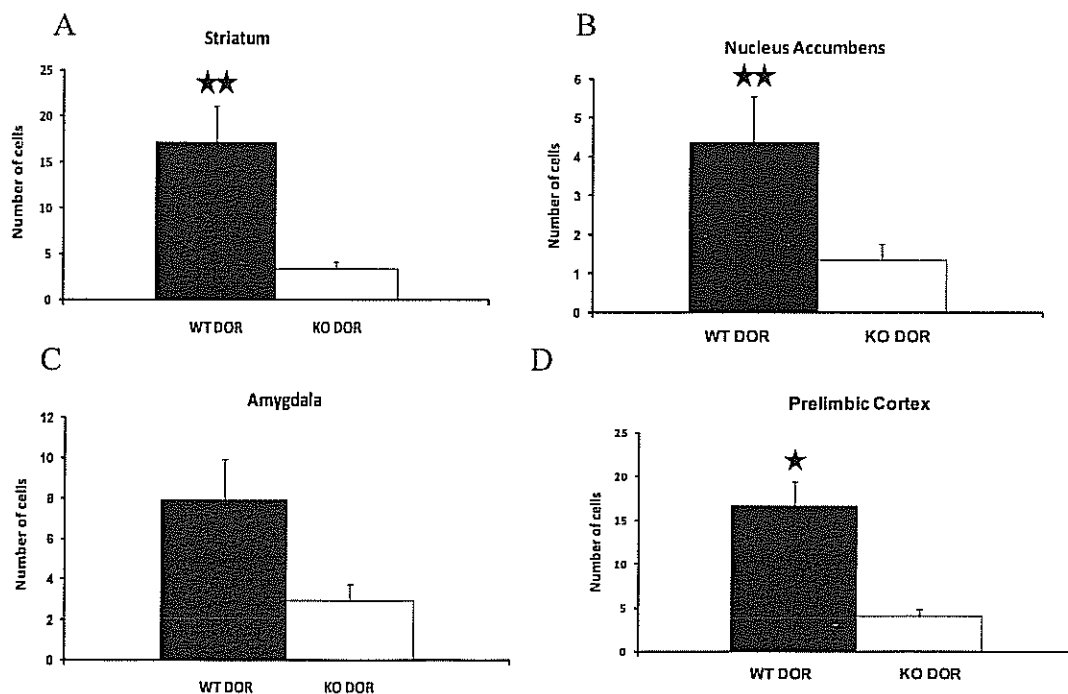 A
Striatum
Number of cells
25
20
15
10
5
0
WT DOR KO DOR
B
Nucleus Accumbens
Number of cells
6
5
4
3
2
1
0
WT DOR KO DOR
C
Amygdala
Number of cells
12
10
8
6
4
2
0
WT DOR KO DOR
D
Prelimbic Cortex
Number of cells
25
20
15
10
5
0
WT DOR KO DOR